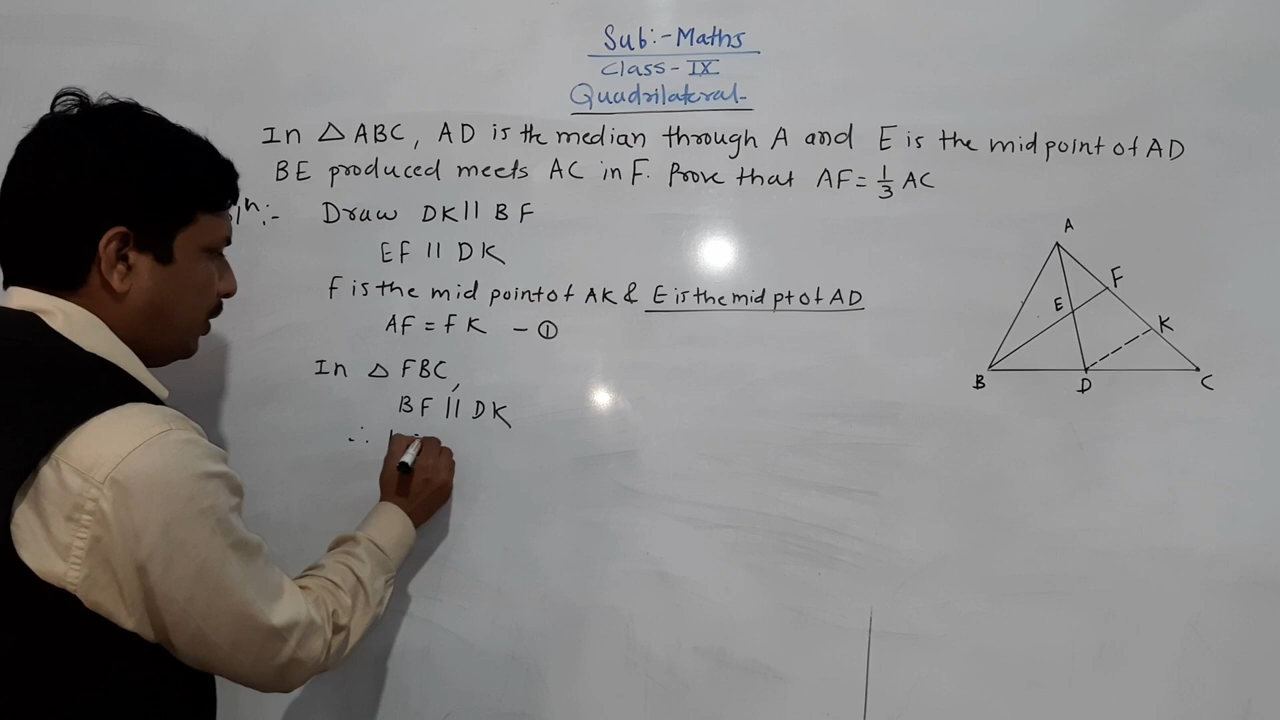 Sub:- Maths
Class - IX
Quadrilateral-
In △ ABC, AD is the median through A and E is the midpoint of AD
BE produced meets AC in F. Prove that AF = 1/3 AC
lⁿ:- Draw DK || BF
EF || DK
F is the mid point of AK & E is the mid pt of AD
AF = FK - ①
In △ FBC,
BF || DK
∴
A
F
E
K
B
D
C